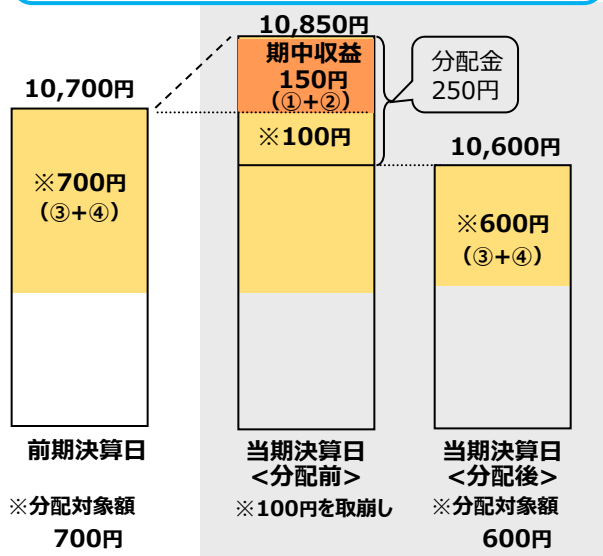 10,850円
期中収益
150円
(①+②)
分配金
250円
10,700円
※100円
10,600円
※700円
(③+④)
※600円
(③+④)
前期決算日
当期決算日
<分配前>
当期決算日
<分配後>
※分配対象額
700円
※100円を取崩し
※分配対象額
600円